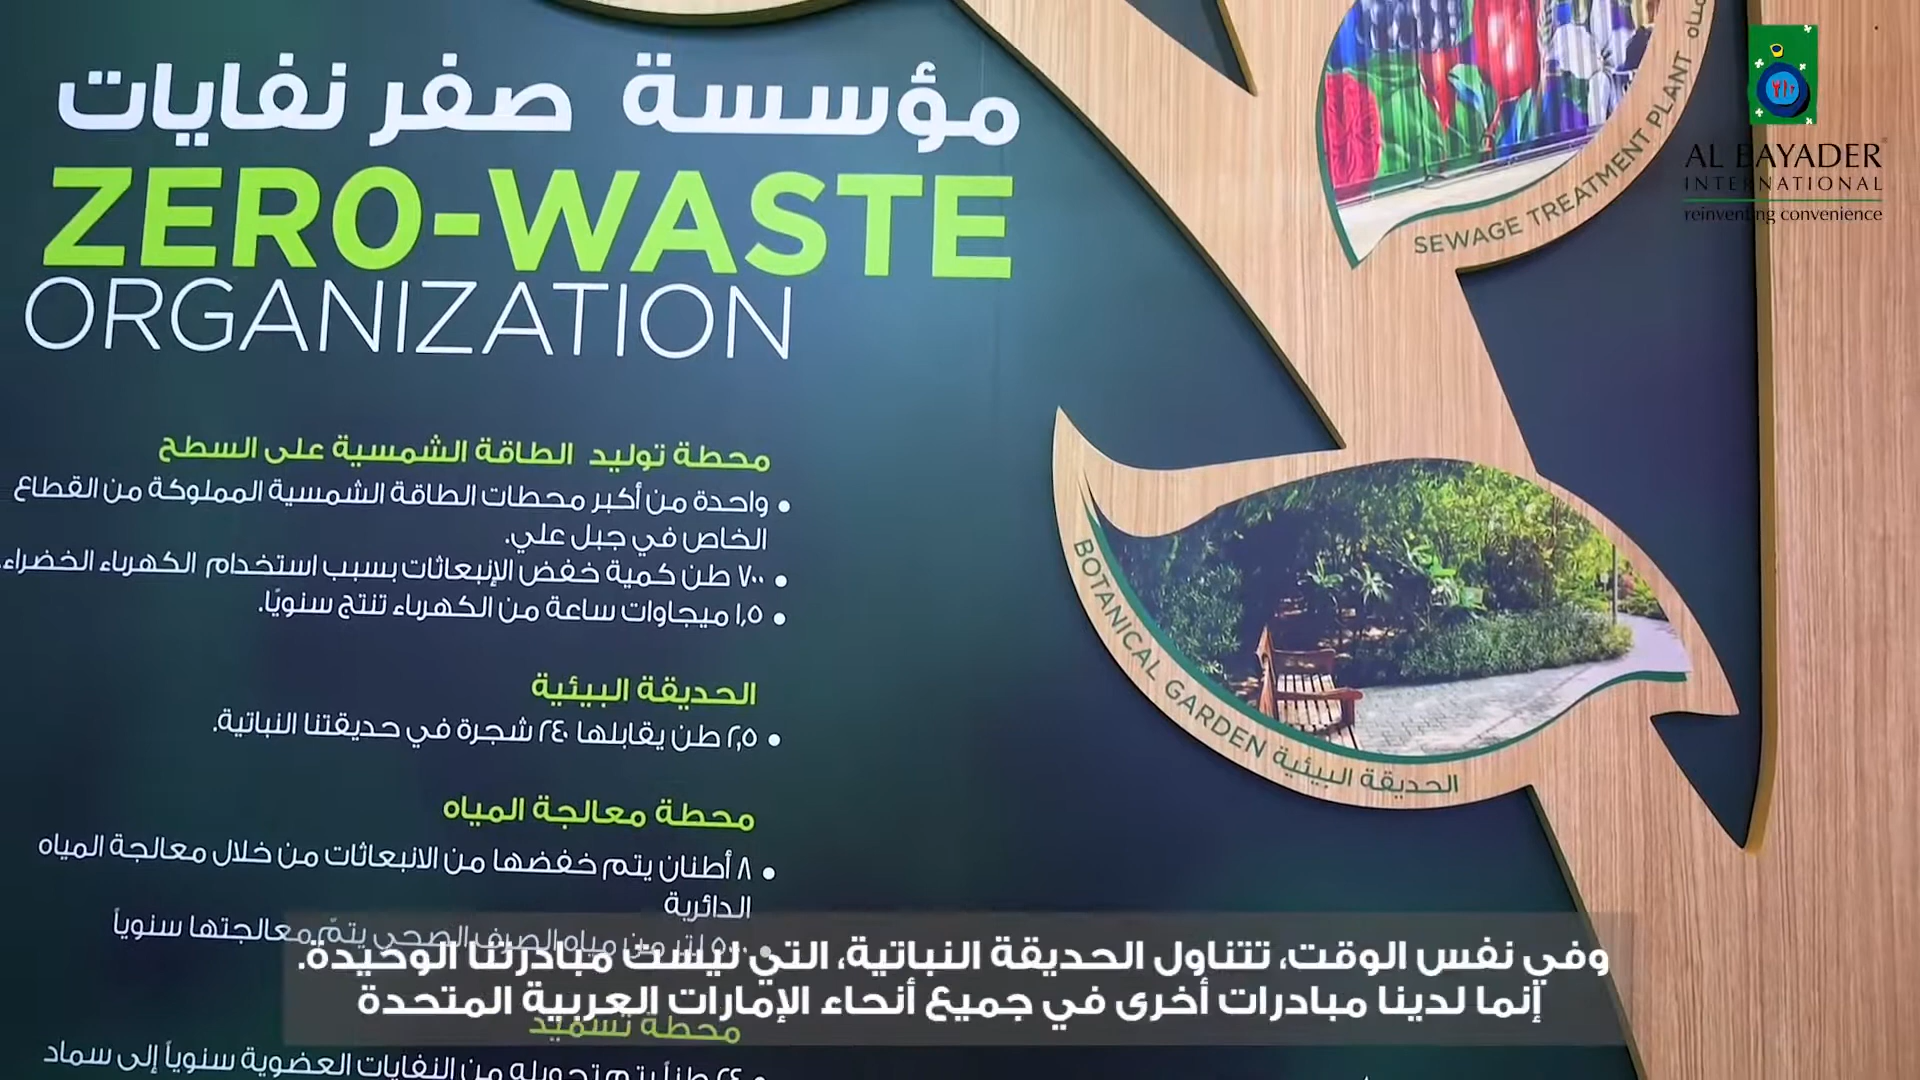 مؤسسة صفر نفايات
ZERO-WASTE
ORGANIZATION
محطة توليد الطاقة الشمسية على السطح
• واحدة من أكبر محطات الطاقة الشمسية المملوكة من القطاع
الخاص في جبل علي.
• ٧٠٠ طن كمية خفض الإنبعاثات بسبب استخدام الكهرباء الخضراء.
• ١,٥ ميجاوات ساعة من الكهرباء تنتج سنويًا.
الحديقة البيئية
• ٢,٥ طن يقابلها ٢٤٠ شجرة في حديقتنا النباتية.
محطة معالجة المياه
• ٨ أطنان يتم خفضها من الانبعاثات من خلال معالجة المياه
الدائرية
لتر من مياه الصرف الصحي يتمّ معالجتها سنوياً
محطة تسميد
• ٢٤ طناً يتم تحويله من النفايات العضوية سنوياً إلى سماد
SEWAGE TREATMENT PLANT
BOTANICAL GARDEN الحديقة البيئية
٢١٠
AL BAYADER
INTERNATIONAL
reinventing convenience
وفي نفس الوقت، تتناول الحديقة النباتية، التي ليست مبادرتنا الوحيدة.
إنما لدينا مبادرات أخرى في جميع أنحاء الإمارات العربية المتحدة